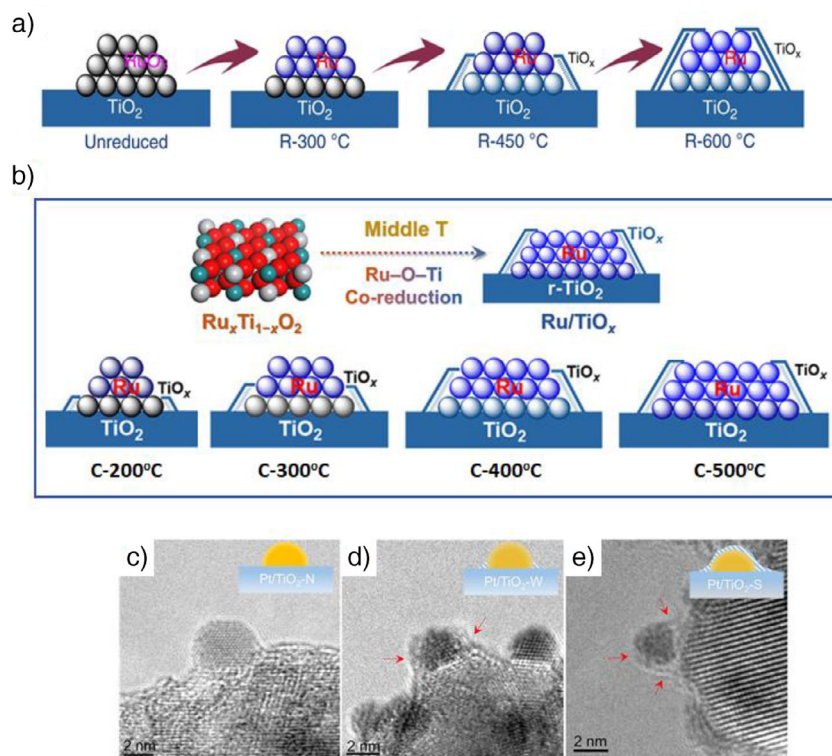 a)
RuO₂ Ru Ru TiOₓ Ru TiOₓ
TiO₂ TiO₂ TiO₂ TiO₂
Unreduced R-300 °C R-450 °C R-600 °C
b)
Middle T
Ru–O–Ti
Co-reduction
RuₓTi₁₋ₓO₂
TiOₓ
Ru
r-TiO₂
Ru/TiOₓ
Ru TiOₓ Ru TiOₓ Ru TiOₓ Ru TiOₓ
TiO₂ TiO₂ TiO₂ TiO₂
C-200°C C-300°C C-400°C C-500°C
c) d) e)
Pt/TiO₂-N Pt/TiO₂-W Pt/TiO₂-S
2 nm 2 nm 2 nm